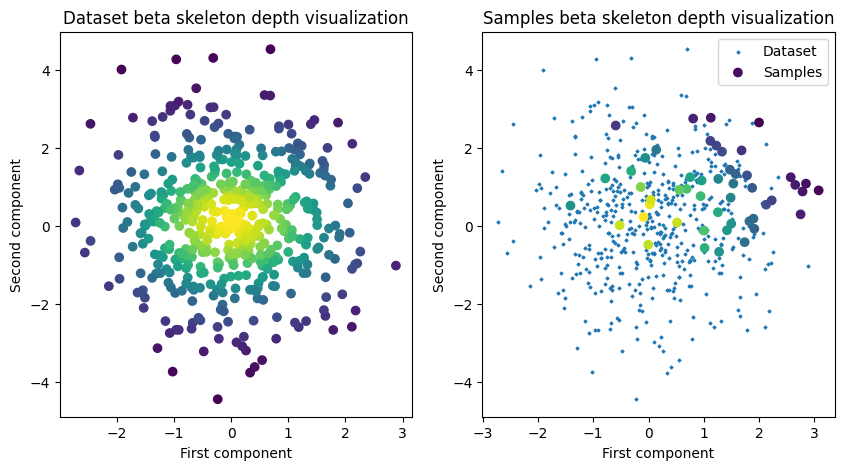 Dataset beta skeleton depth visualization
Second component
4
2
0
−2
−4
−2
−1
0
1
2
3
First component
Samples beta skeleton depth visualization
Dataset
Samples
Second component
4
2
0
−2
−4
−3
−2
−1
0
1
2
3
First component